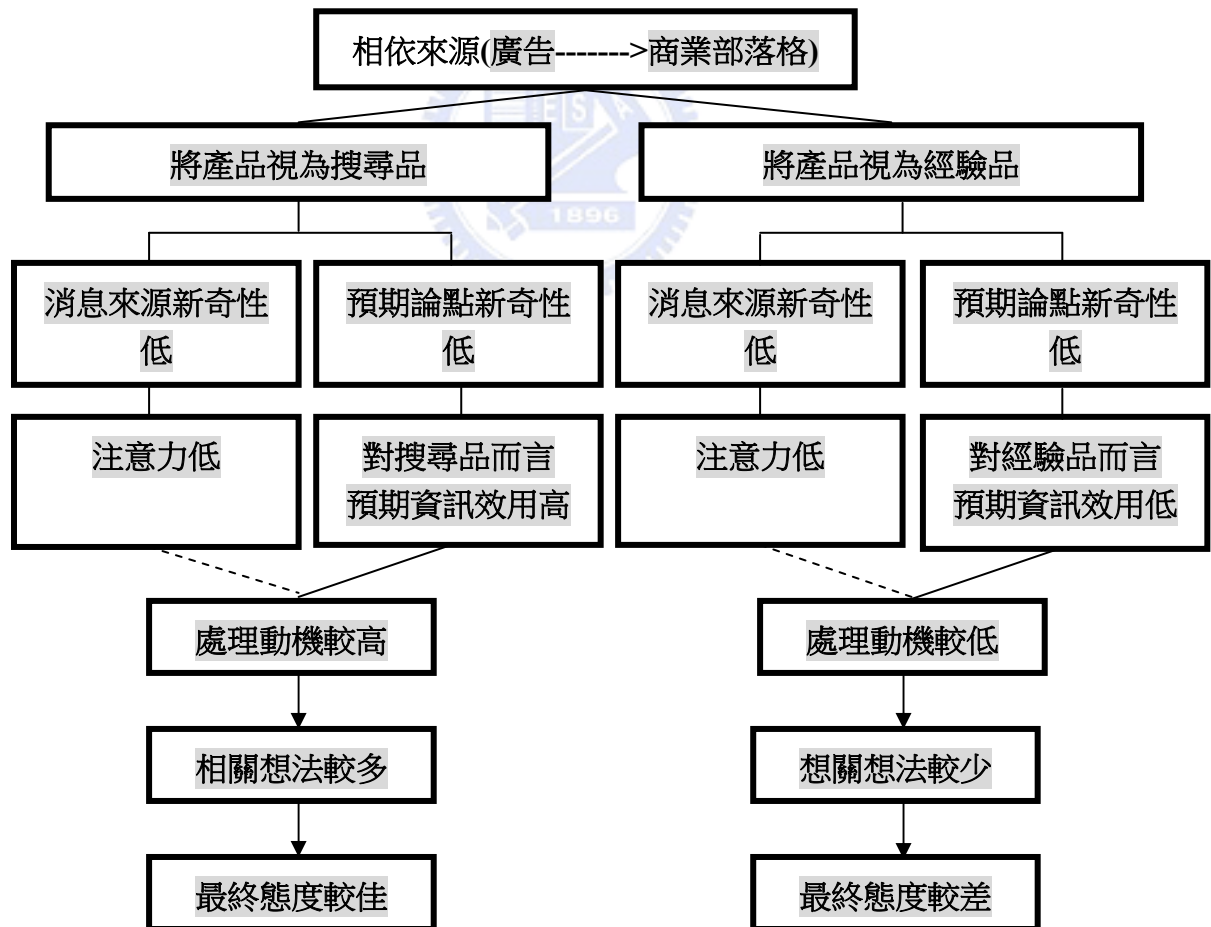 相依來源(廣告------->商業部落格)
將產品視為搜尋品
將產品視為經驗品
消息來源新奇性
低
預期論點新奇性
低
消息來源新奇性
低
預期論點新奇性
低
注意力低
對搜尋品而言
預期資訊效用高
注意力低
對經驗品而言
預期資訊效用低
處理動機較高
處理動機較低
相關想法較多
想關想法較少
最終態度較佳
最終態度較差
ESA
1896